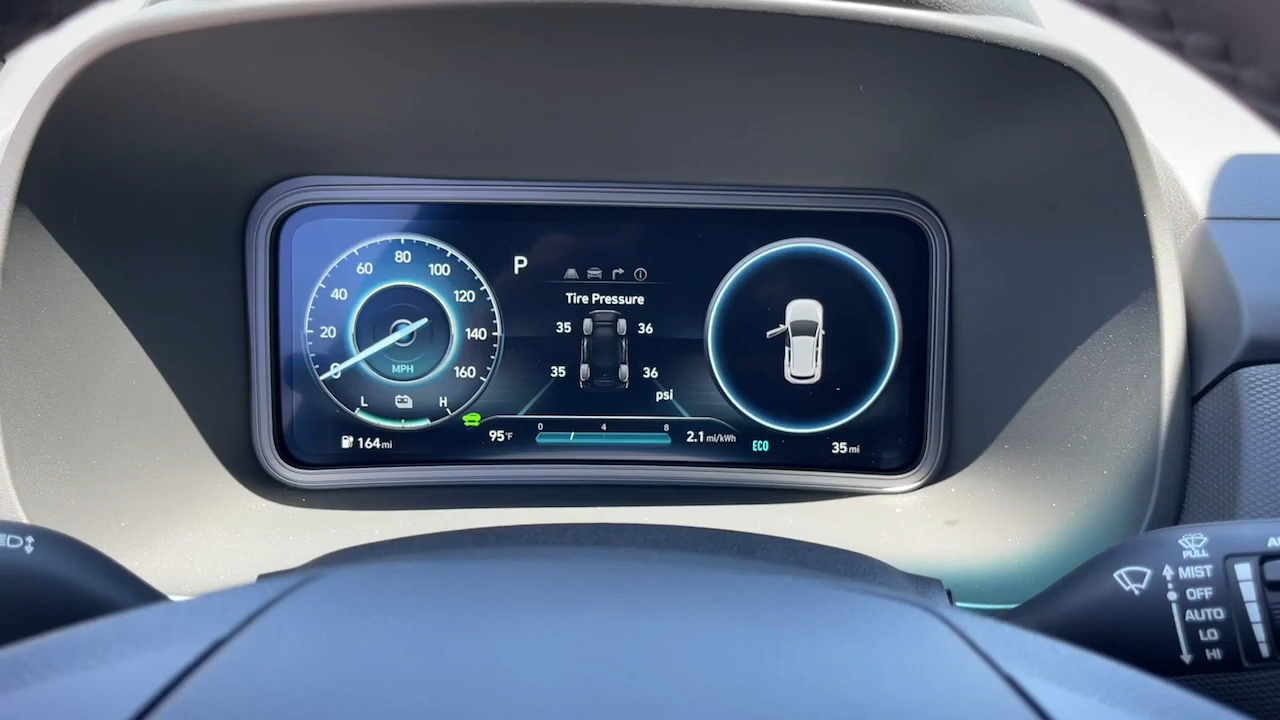 80
60
100
40
120
20
140
0
160
MPH
L
H
164mi
P
Tire Pressure
35
36
35
36
psi
0
4
8
95°F
2.1 mi/kWh
ECO
35mi
PULL
MIST
OFF
AUTO
LO
HI